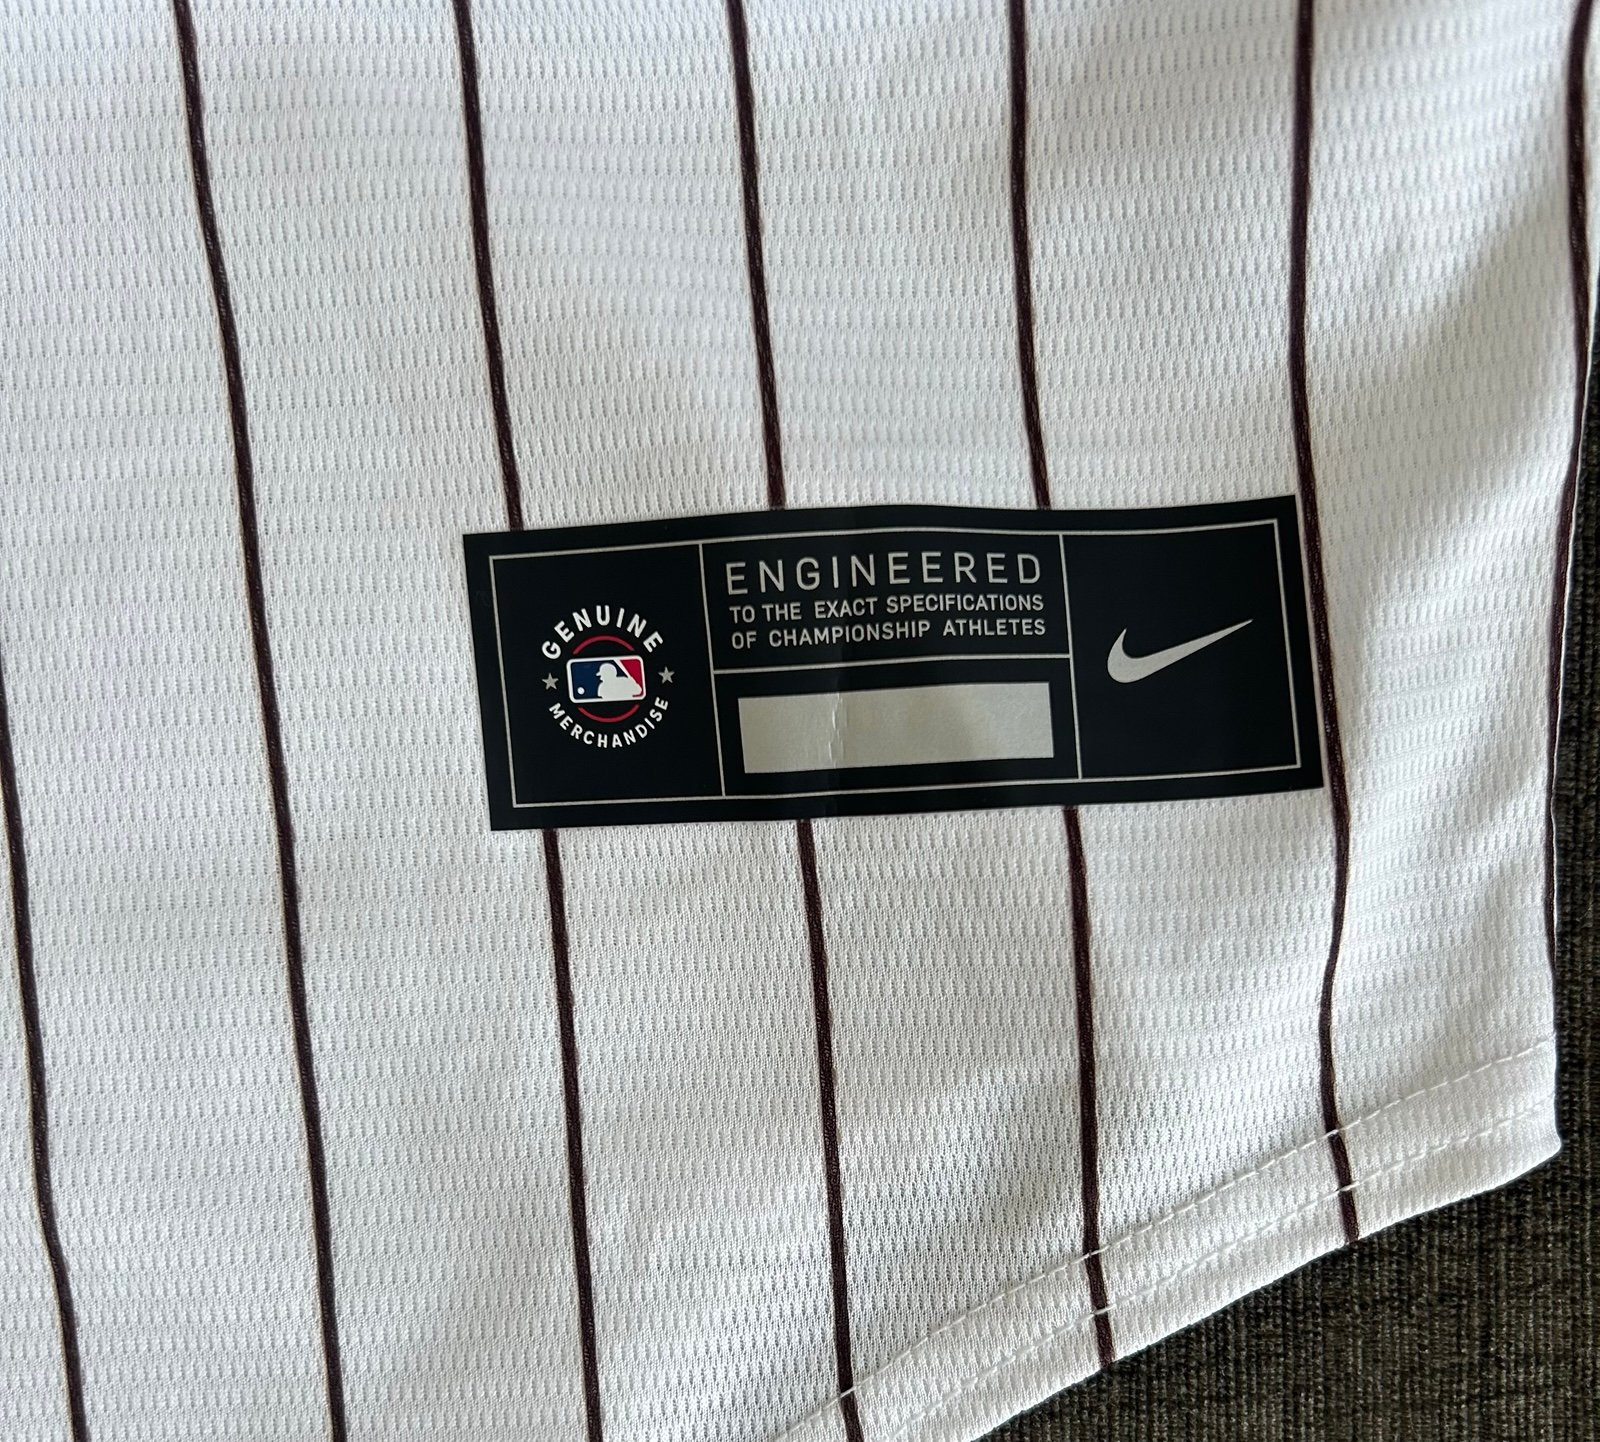 GENUINE
MERCHANDISE
ENGINEERED
TO THE EXACT SPECIFICATIONS
OF CHAMPIONSHIP ATHLETES